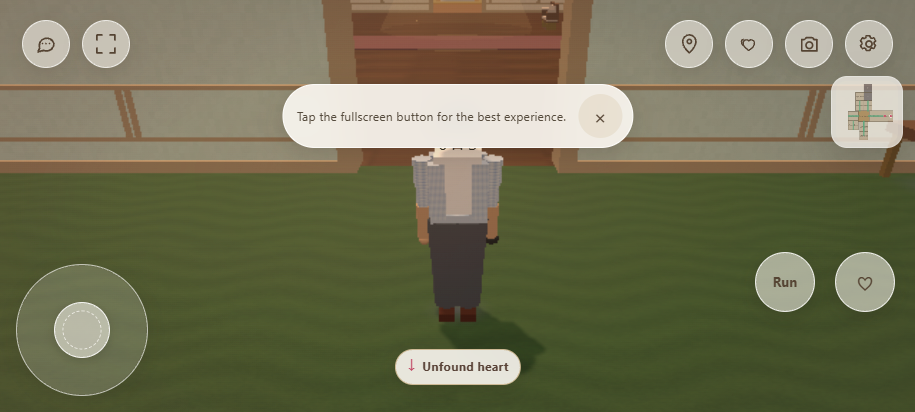 Tap the fullscreen button for the best experience.
Run
Unfound heart